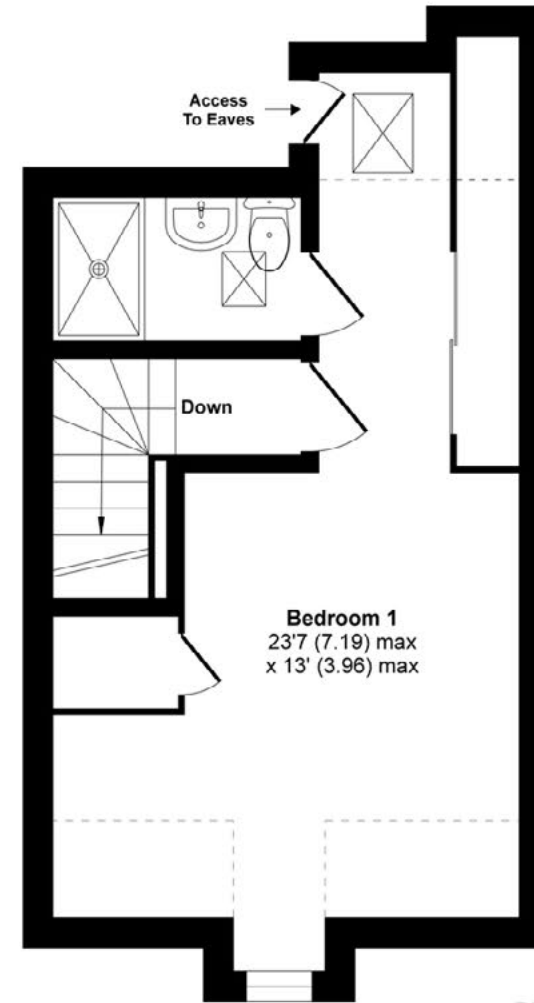 Access
To Eaves
Down
Bedroom 1
23'7 (7.19) max
x 13' (3.96) max